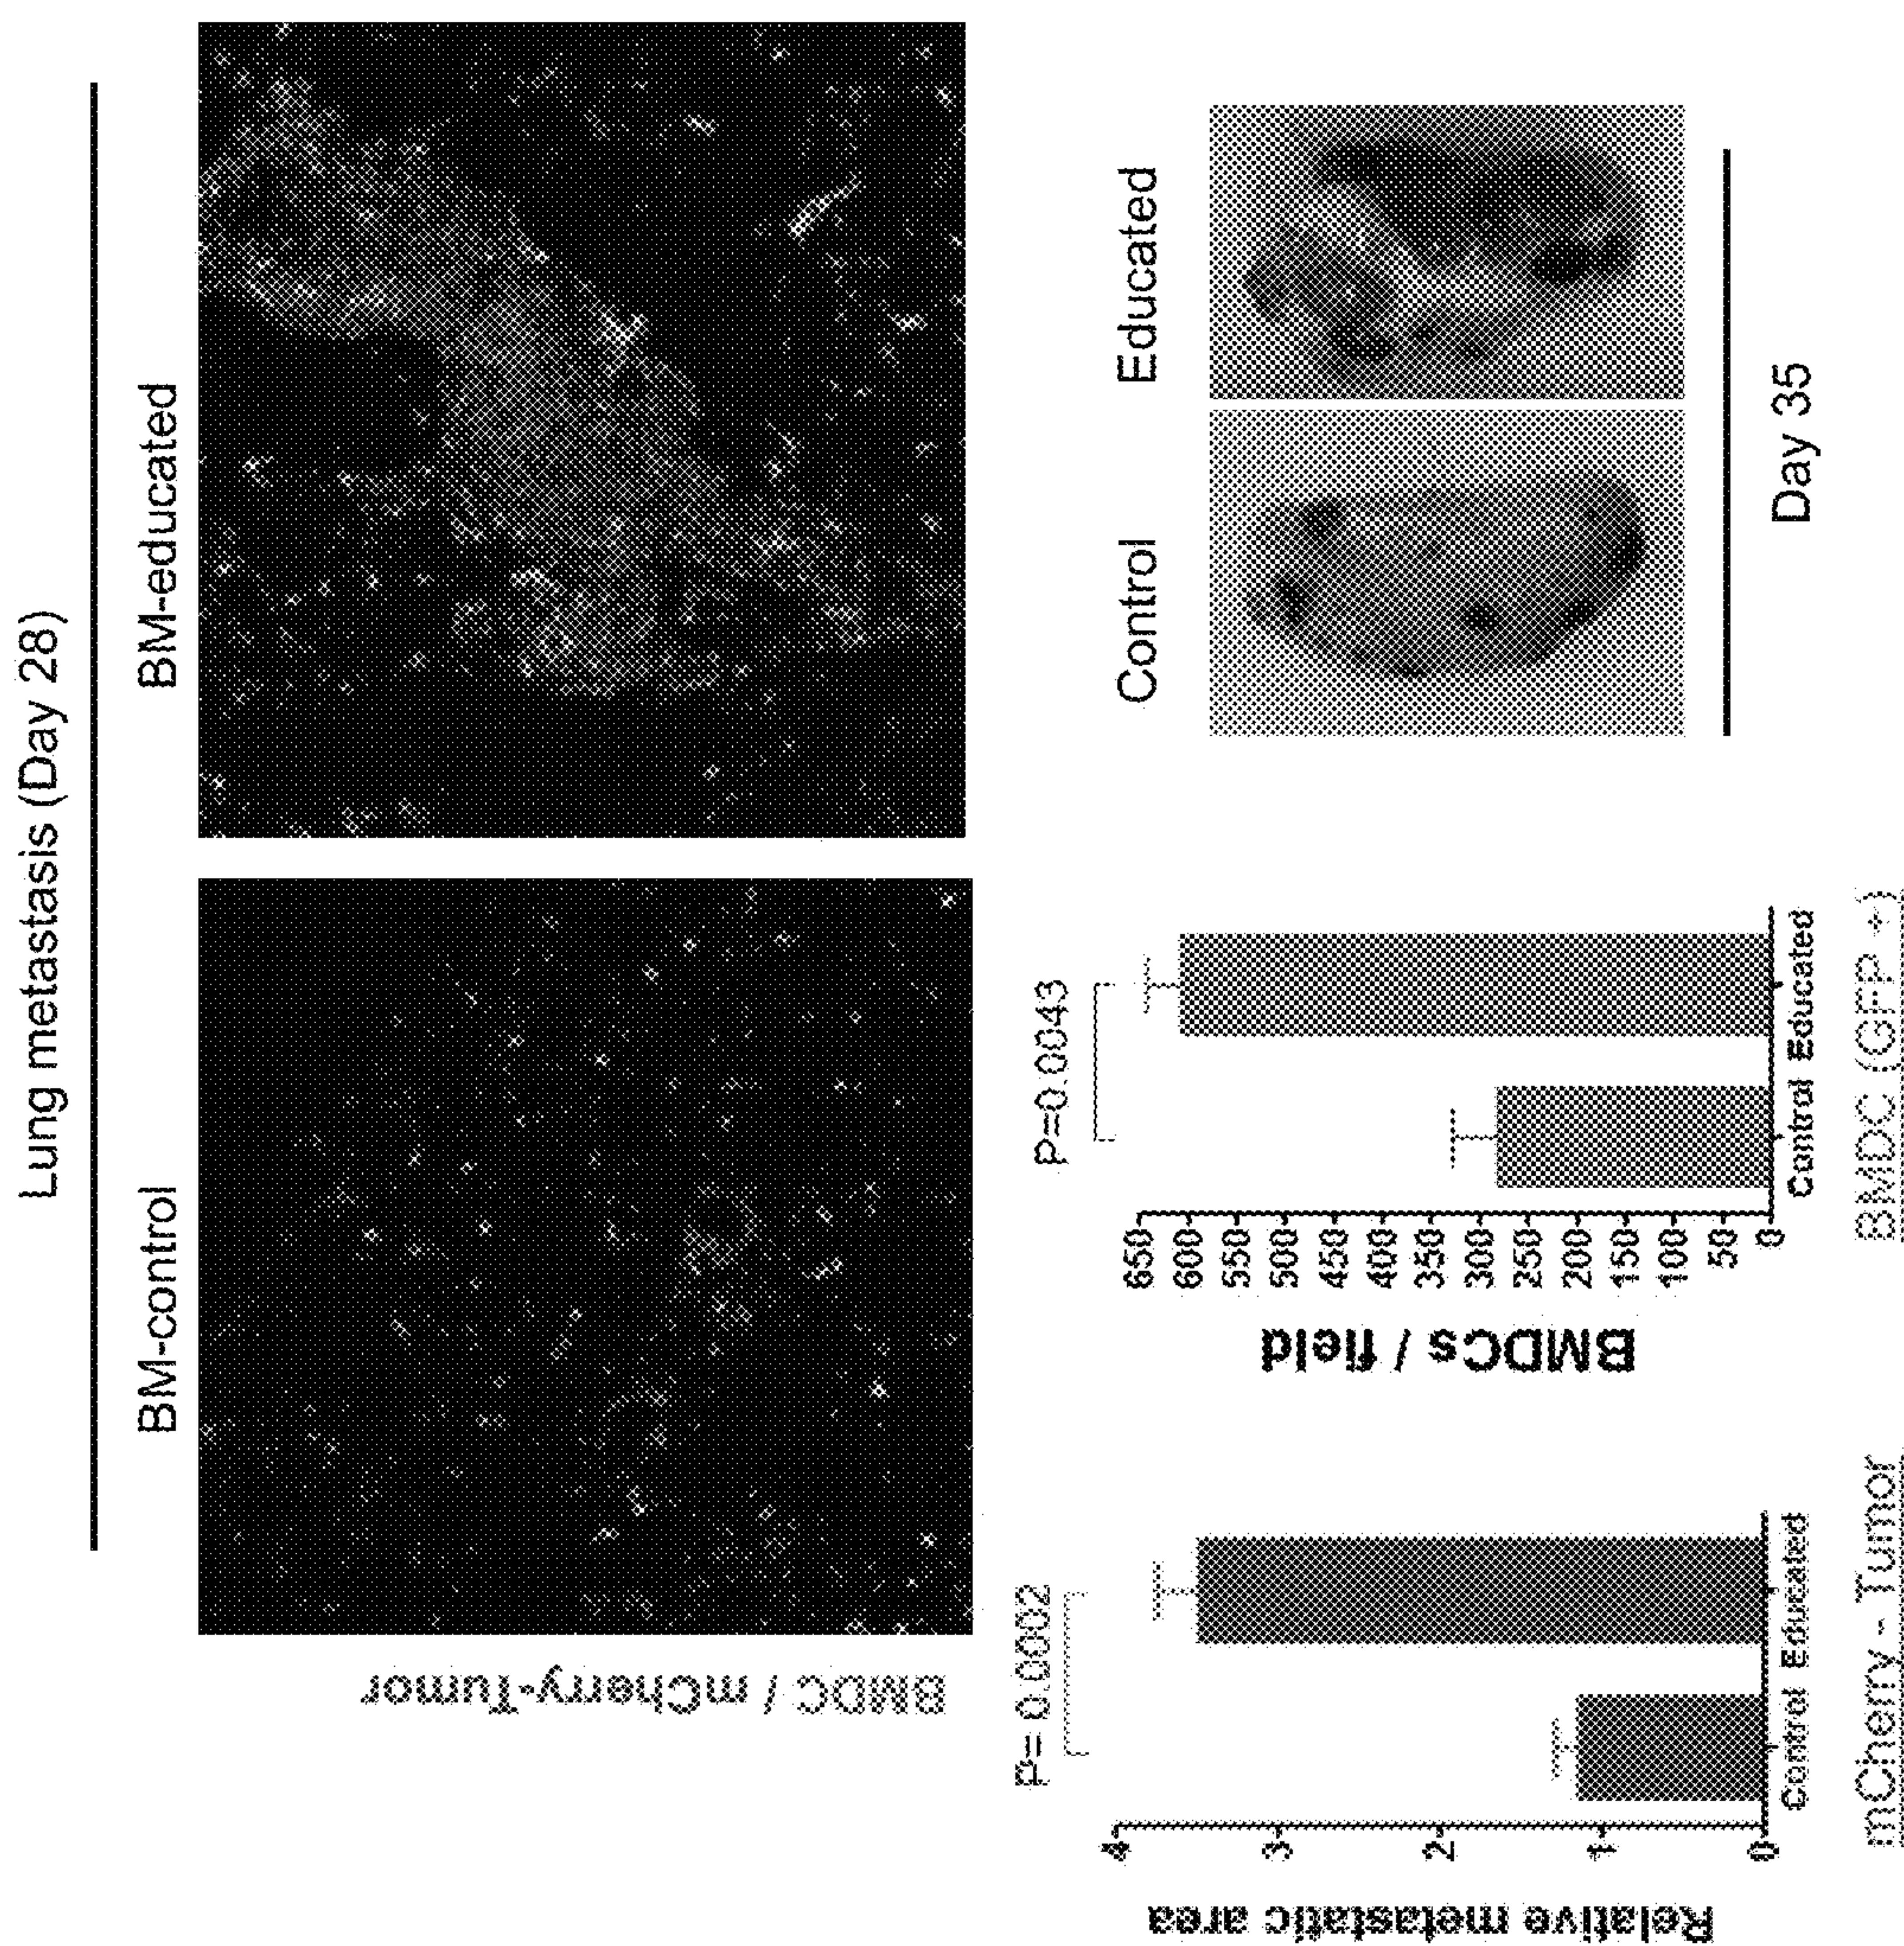 Lung metastasis (Day 28)
BM-control
BM-educated
BMDC / mCherry-Tumor
P= 0.0002
Relative metastatic area
4
3
2
1
0
Control Educated
mCherry - Tumor
P=0.0043
BMDCs / field
650
600
550
500
450
400
350
300
250
200
150
100
50
0
Control Educated
BMDC (GFP +)
Control
Educated
Day 35